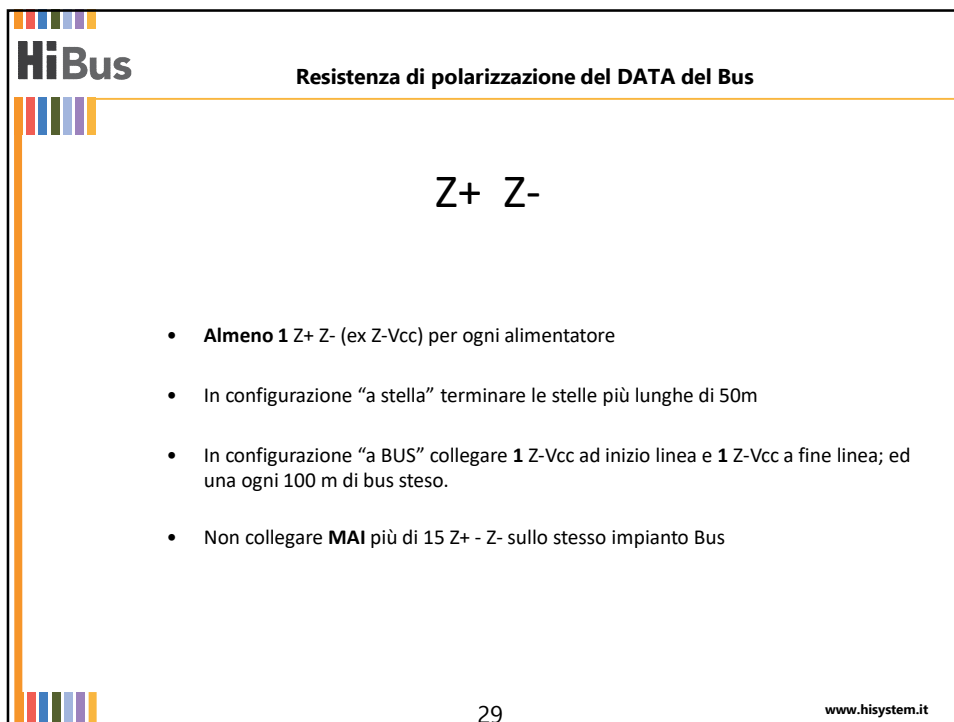 HiBus
Resistenza di polarizzazione del DATA del Bus
Z+ Z-
• Almeno 1 Z+ Z- (ex Z-Vcc) per ogni alimentatore
• In configurazione “a stella” terminare le stelle più lunghe di 50m
• In configurazione “a BUS” collegare 1 Z-Vcc ad inizio linea e 1 Z-Vcc a fine linea; ed
una ogni 100 m di bus steso.
• Non collegare MAI più di 15 Z+ - Z- sullo stesso impianto Bus
29
www.hisystem.it